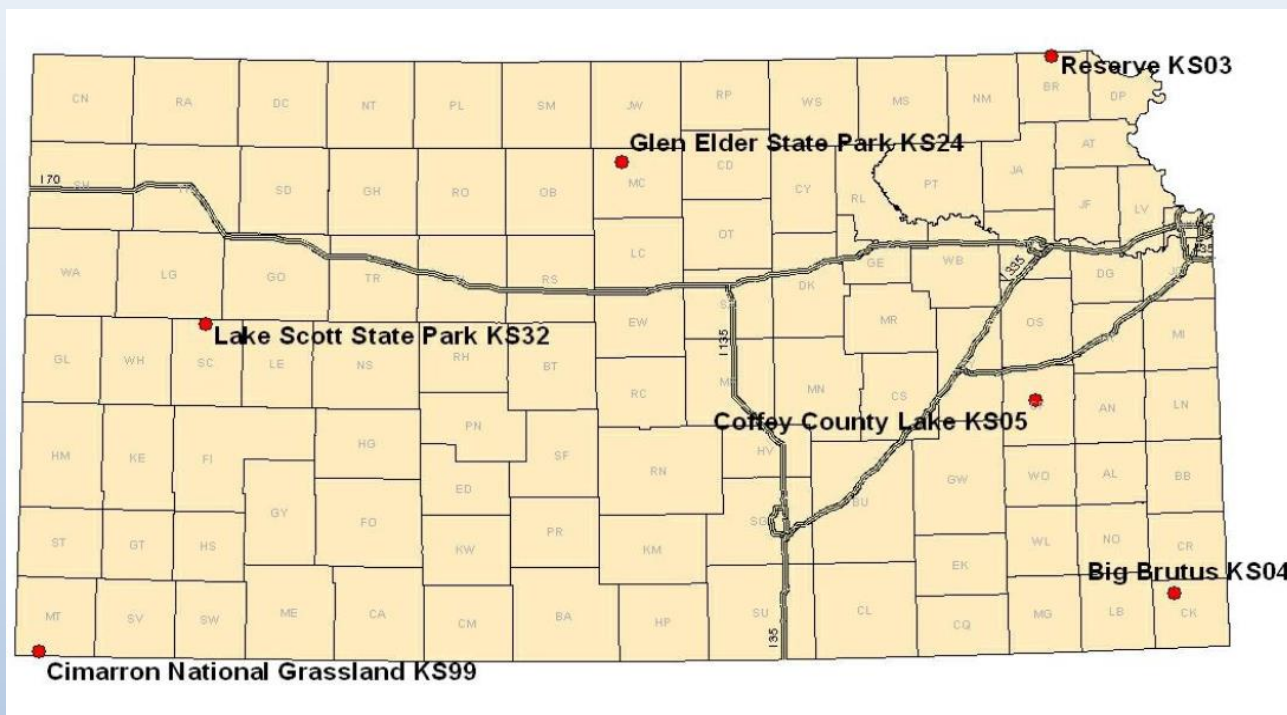 Reserve KS03
CN RA DC NT PL SM JW RP WS MS NM BR DP
Glen Elder State Park KS24
AT
SD GH RO OB MC CD CY RL PT JA JF LV
I 70
OT
LC
WA LG GO TR RS GE WB I335 DG I35
DK
Lake Scott State Park KS32
EW MR OS MI
GL WH SC LE NS RH BT I135
RC MN CS
Coffey County Lake KS05
AN LN
PN
HG SF HV
HM KE FI RN GW WO AL BB
ED
GY FO PR SG BU
ST GT HS KW KM WL NO CR
EK
Big Brutus KS04
MT SV SW ME CA CM BA HP SU CL CQ MG LB CK
I35
Cimarron National Grassland KS99